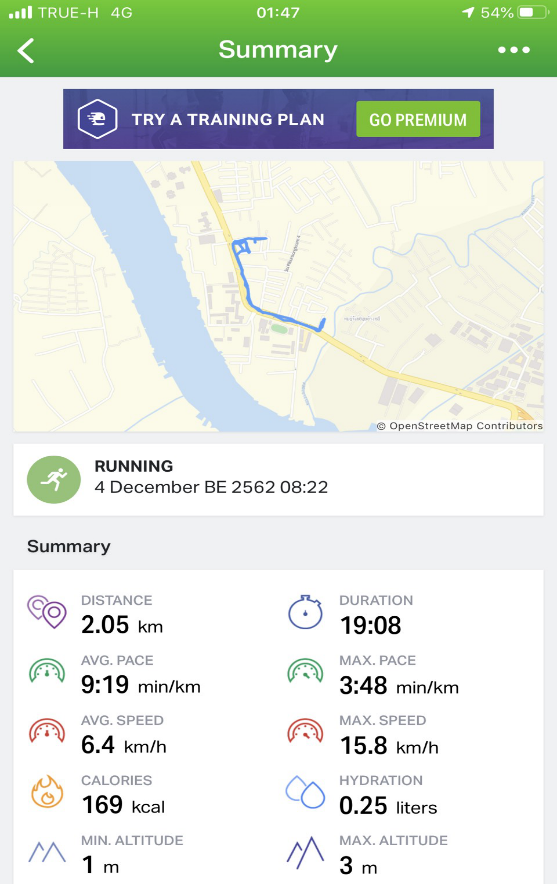 TRUE-H 4G 01:47 54%
Summary
TRY A TRAINING PLAN GO PREMIUM
© OpenStreetMap Contributors
RUNNING
4 December BE 2562 08:22
Summary
DISTANCE DURATION
2.05 km 19:08
AVG. PACE MAX. PACE
9:19 min/km 3:48 min/km
AVG. SPEED MAX. SPEED
6.4 km/h 15.8 km/h
CALORIES HYDRATION
169 kcal 0.25 liters
MIN. ALTITUDE MAX. ALTITUDE
1 m 3 m